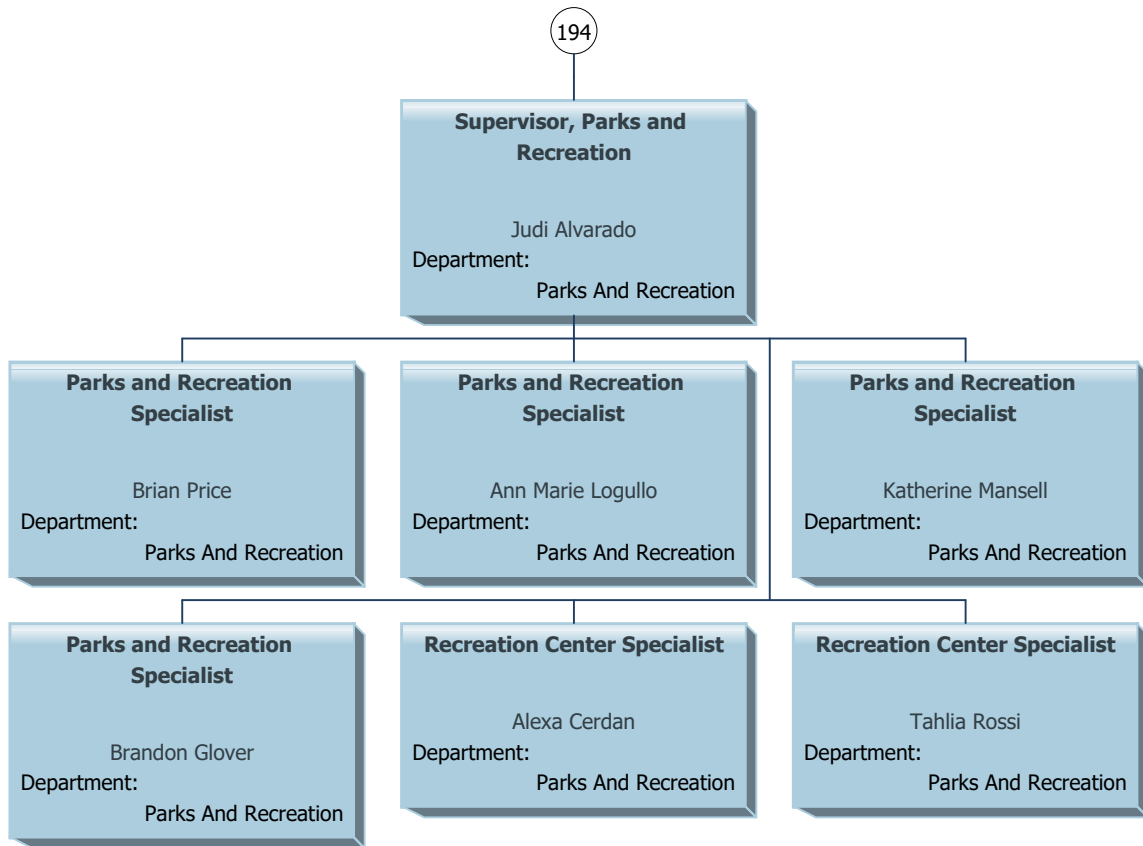 194
Supervisor, Parks and
Recreation
Judi Alvarado
Department:
Parks And Recreation
Parks and Recreation
Specialist
Brian Price
Department:
Parks And Recreation
Parks and Recreation
Specialist
Ann Marie Logullo
Department:
Parks And Recreation
Parks and Recreation
Specialist
Katherine Mansell
Department:
Parks And Recreation
Parks and Recreation
Specialist
Brandon Glover
Department:
Parks And Recreation
Recreation Center Specialist
Alexa Cerdan
Department:
Parks And Recreation
Recreation Center Specialist
Tahlia Rossi
Department:
Parks And Recreation